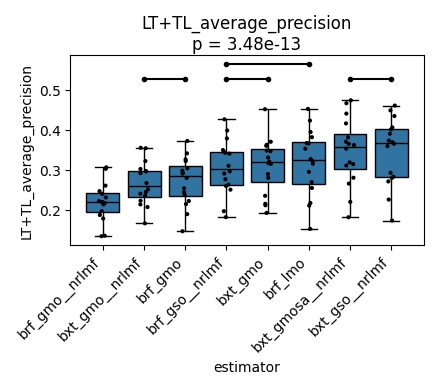 LT+TL_average_precision
p = 3.48e-13
LT+TL_average_precision
0.5
0.4
0.3
0.2
brf_gmo__nrlmf
bxt_gmo__nrlmf
brf_gmo
brf_gso__nrlmf
bxt_gmo
brf_lmo
bxt_gmosa__nrlmf
bxt_gso__nrlmf
estimator